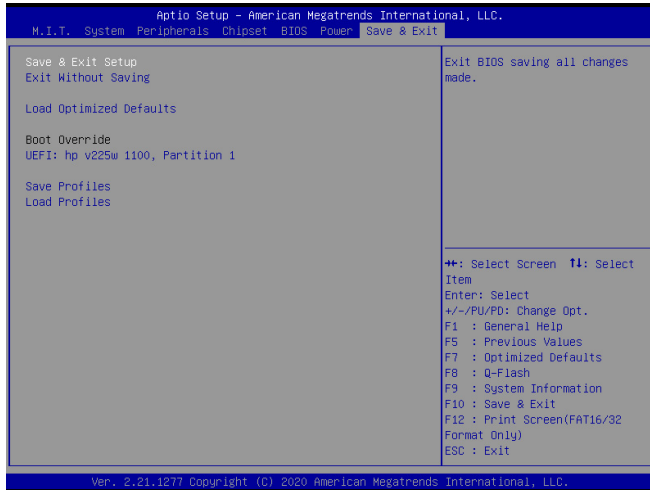 Aptio Setup – American Megatrends International, LLC.
M.I.T. System Peripherals Chipset BIOS Power Save & Exit
Save & Exit Setup
Exit Without Saving
Load Optimized Defaults
Boot Override
UEFI: hp v225w 1100, Partition 1
Save Profiles
Load Profiles
Exit BIOS saving all changes
made.
→←: Select Screen ↑↓: Select
Item
Enter: Select
+/-/PU/PD: Change Opt.
F1 : General Help
F5 : Previous Values
F7 : Optimized Defaults
F8 : Q-Flash
F9 : System Information
F10 : Save & Exit
F12 : Print Screen(FAT16/32
Format Only)
ESC : Exit
Ver. 2.21.1277 Copyright (C) 2020 American Megatrends International, LLC.